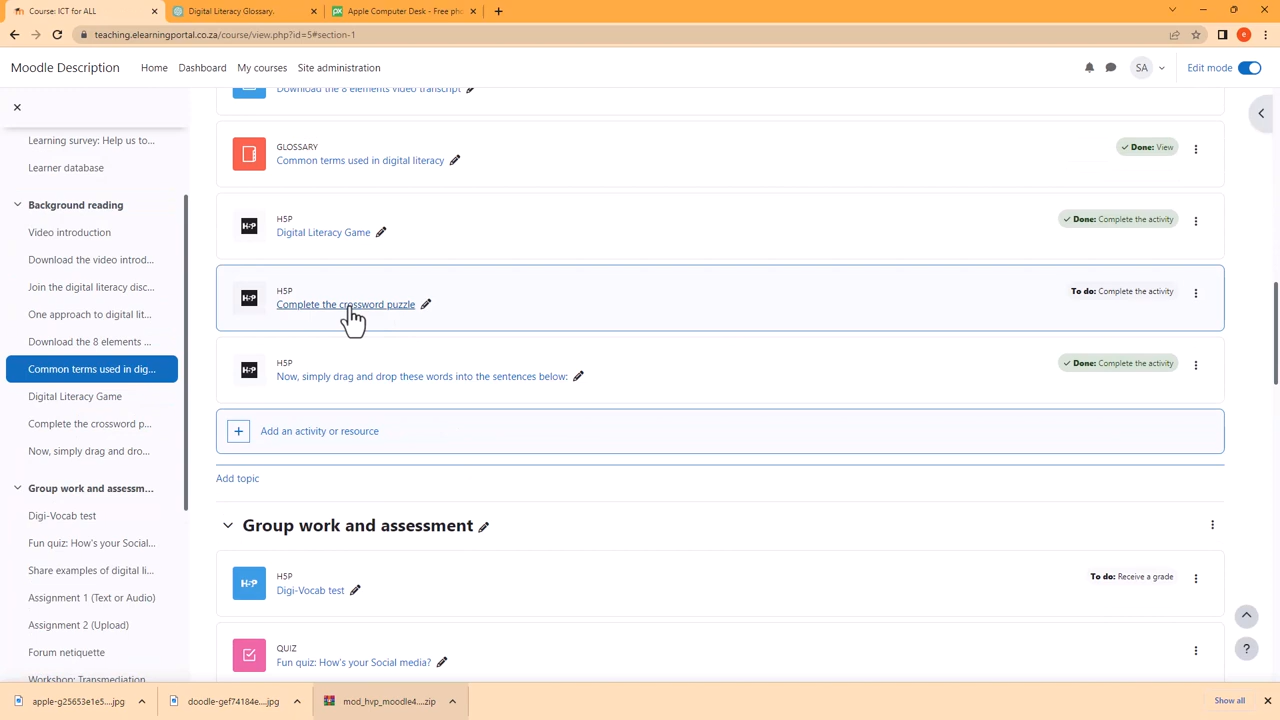 Course: ICT for ALL
Digital Literacy Glossary.
Apple Computer Desk - Free pho
teaching.elearningportal.co.za/course/view.php?id=5#section-1
e
Moodle Description
Home
Dashboard
My courses
Site administration
SA
Edit mode
Learning survey: Help us to...
Learner database
Background reading
Video introduction
Download the video introd...
Join the digital literacy disc...
One approach to digital lit...
Download the 8 elements ...
Common terms used in dig...
Digital Literacy Game
Complete the crossword p...
Now, simply drag and dro...
Group work and assessm...
Digi-Vocab test
Fun quiz: How's your Social...
Share examples of digital li...
Assignment 1 (Text or Audio)
Assignment 2 (Upload)
Forum netiquette
Workshop: Transmediation
Download the 8 elements video transcript
GLOSSARY
Common terms used in digital literacy
Done: View
H5P
H5P
Digital Literacy Game
Done: Complete the activity
H5P
H5P
Complete the crossword puzzle
To do: Complete the activity
H5P
H5P
Now, simply drag and drop these words into the sentences below:
Done: Complete the activity
Add an activity or resource
Add topic
Group work and assessment
H5P
H5P
Digi-Vocab test
To do: Receive a grade
QUIZ
Fun quiz: How's your Social media?
?
apple-g25653e1e5....jpg
doodle-gef74184e....jpg
mod_hvp_moodle4....zip
Show all